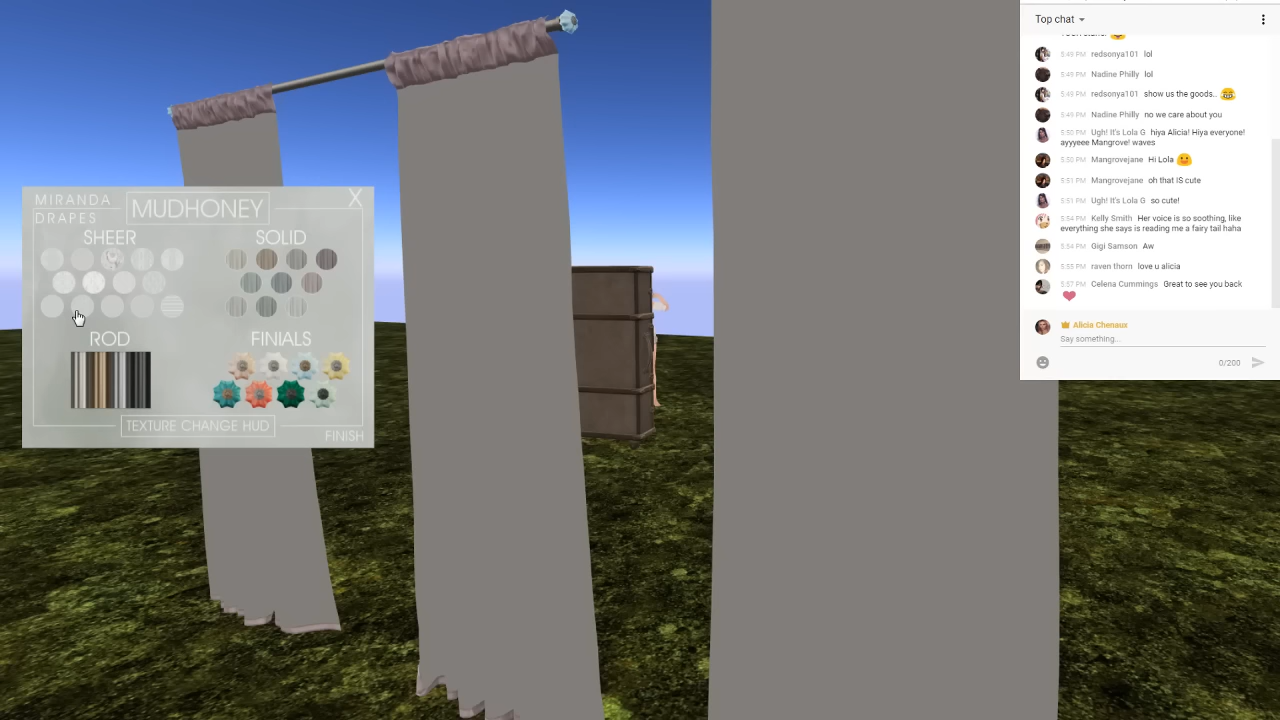 MIRANDA
DRAPES
MUDHONEY
X
SHEER
SOLID
ROD
FINIALS
TEXTURE CHANGE HUD
FINISH
Top chat
5:49 PM redsonya101 lol
5:49 PM Nadine Philly lol
5:49 PM redsonya101 show us the goods..
5:49 PM Nadine Philly no we care about you
5:50 PM Ugh! It's Lola G hiya Alicia! Hiya everyone!
ayyyeee Mangrove! waves
5:50 PM Mangrovejane Hi Lola
5:51 PM Mangrovejane oh that IS cute
5:51 PM Ugh! It's Lola G so cute!
5:54 PM Kelly Smith Her voice is so soothing, like
everything she says is reading me a fairy tail haha
5:54 PM Gigi Samson Aw
5:55 PM raven thorn love u alicia
5:57 PM Celena Cummings Great to see you back
Alicia Chenaux
Say something...
0/200